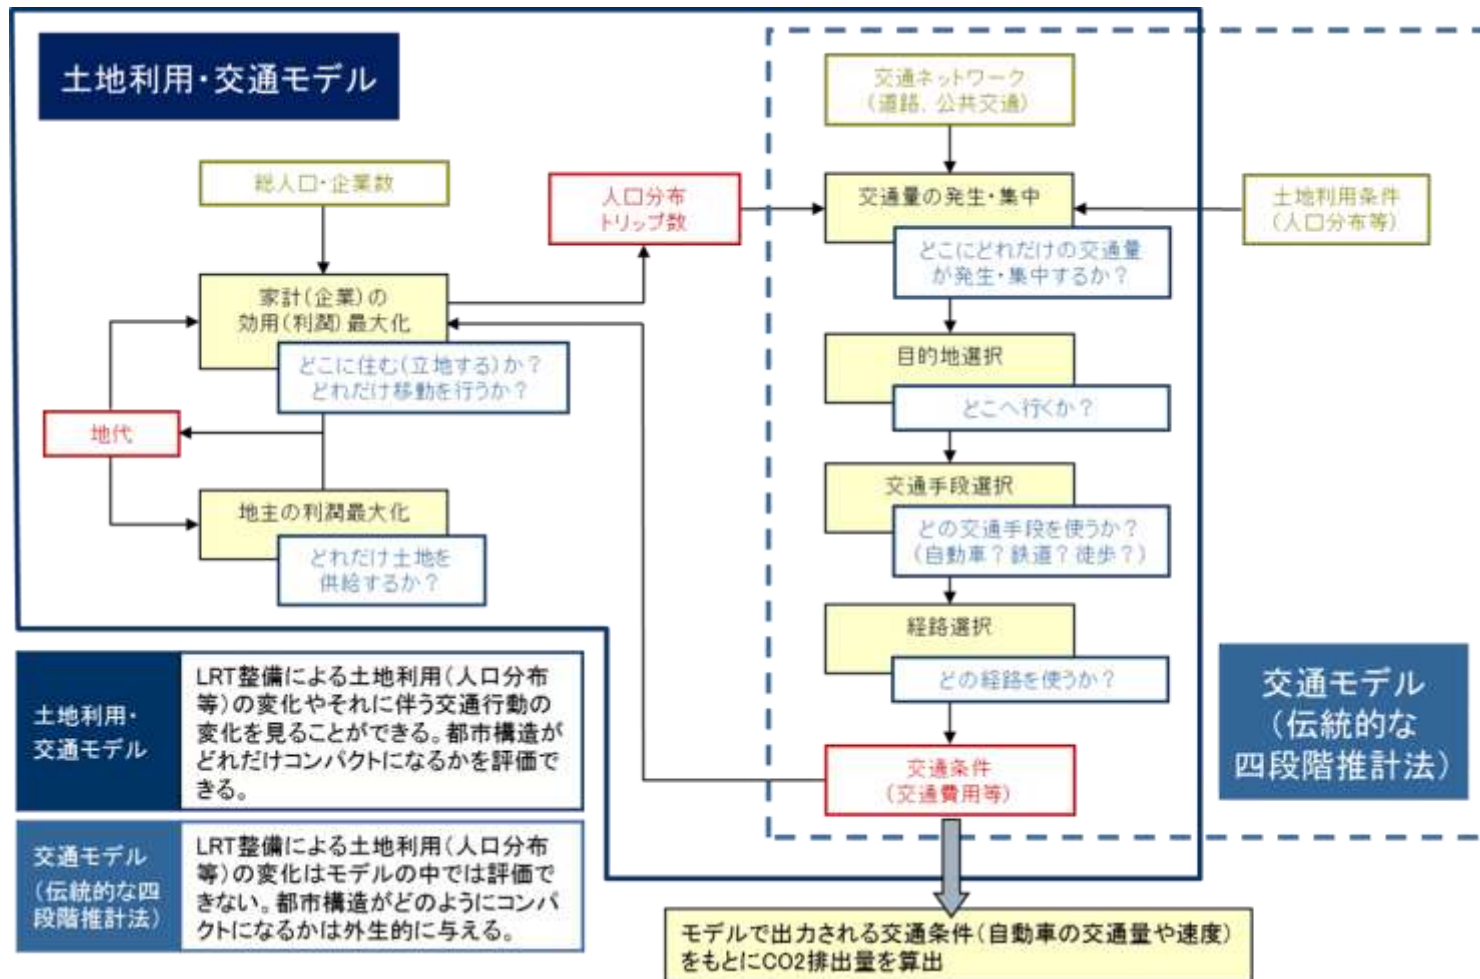 土地利用・交通モデル
交通ネットワーク
(道路、公共交通)
総人口・企業数
人口分布
トリップ数
交通量の発生・集中
土地利用条件
(人口分布等)
どこにどれだけの交通量
が発生・集中するか？
家計(企業)の
効用(利潤)最大化
どこに住む(立地する)か？
どれだけ移動を行うか？
目的地選択
どこへ行くか？
地代
交通手段選択
どの交通手段を使うか？
(自動車？鉄道？徒歩？)
地主の利潤最大化
どれだけ土地を
供給するか？
経路選択
どの経路を使うか？
交通モデル
(伝統的な
四段階推計法)
交通条件
(交通費用等)
土地利用・
交通モデル
LRT整備による土地利用(人口分布
等)の変化やそれに伴う交通行動の
変化を見ることができる。都市構造が
どれだけコンパクトになるかを評価で
きる。
交通モデル
(伝統的な四
段階推計法)
LRT整備による土地利用(人口分布
等)の変化はモデルの中では評価で
きない。都市構造がどのようにコンパ
クトになるかは外生的に与える。
モデルで出力される交通条件(自動車の交通量や速度)
をもとにCO2排出量を算出